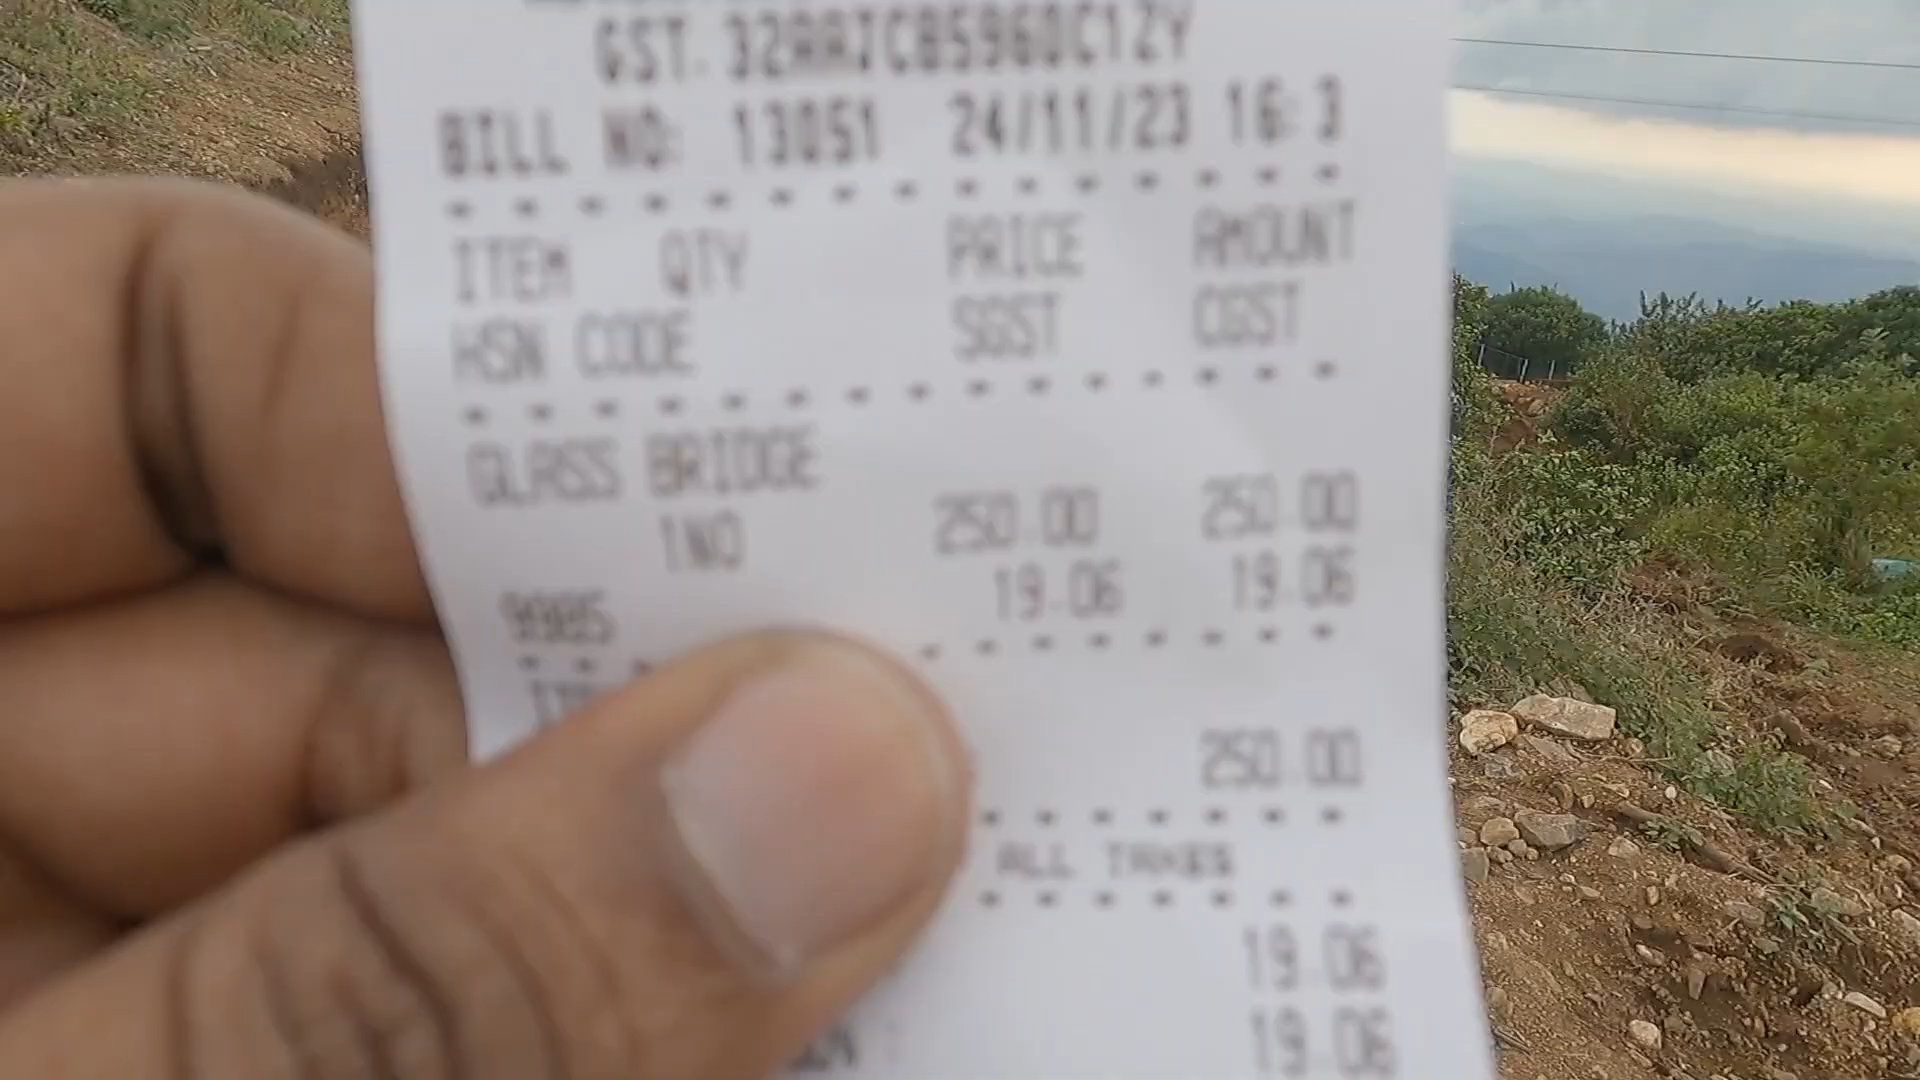 GST. 32AAICB5960C1ZY
BILL NO: 13051 24/11/23 16:3
ITEM QTY PRICE AMOUNT
HSN CODE SGST CGST
GLASS BRIDGE
1NO 250.00 250.00
9985 19.06 19.06
250.00
ALL TAXES
19.06
19.06